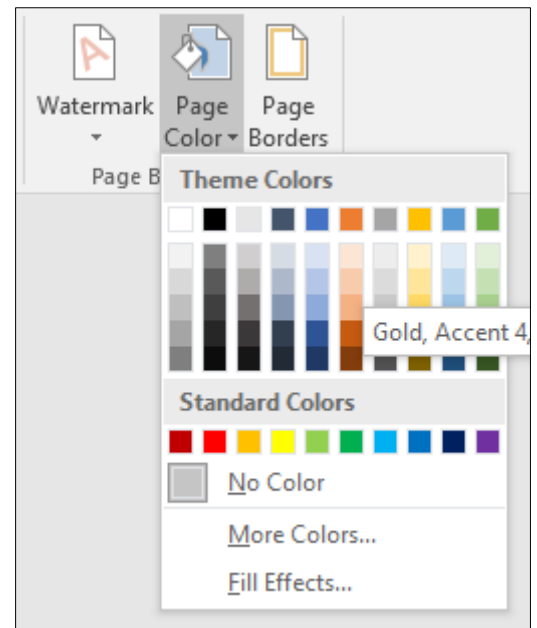 Watermark Page Page
Color Borders
Page B
Theme Colors
Gold, Accent 4,
Standard Colors
No Color
More Colors...
Fill Effects...